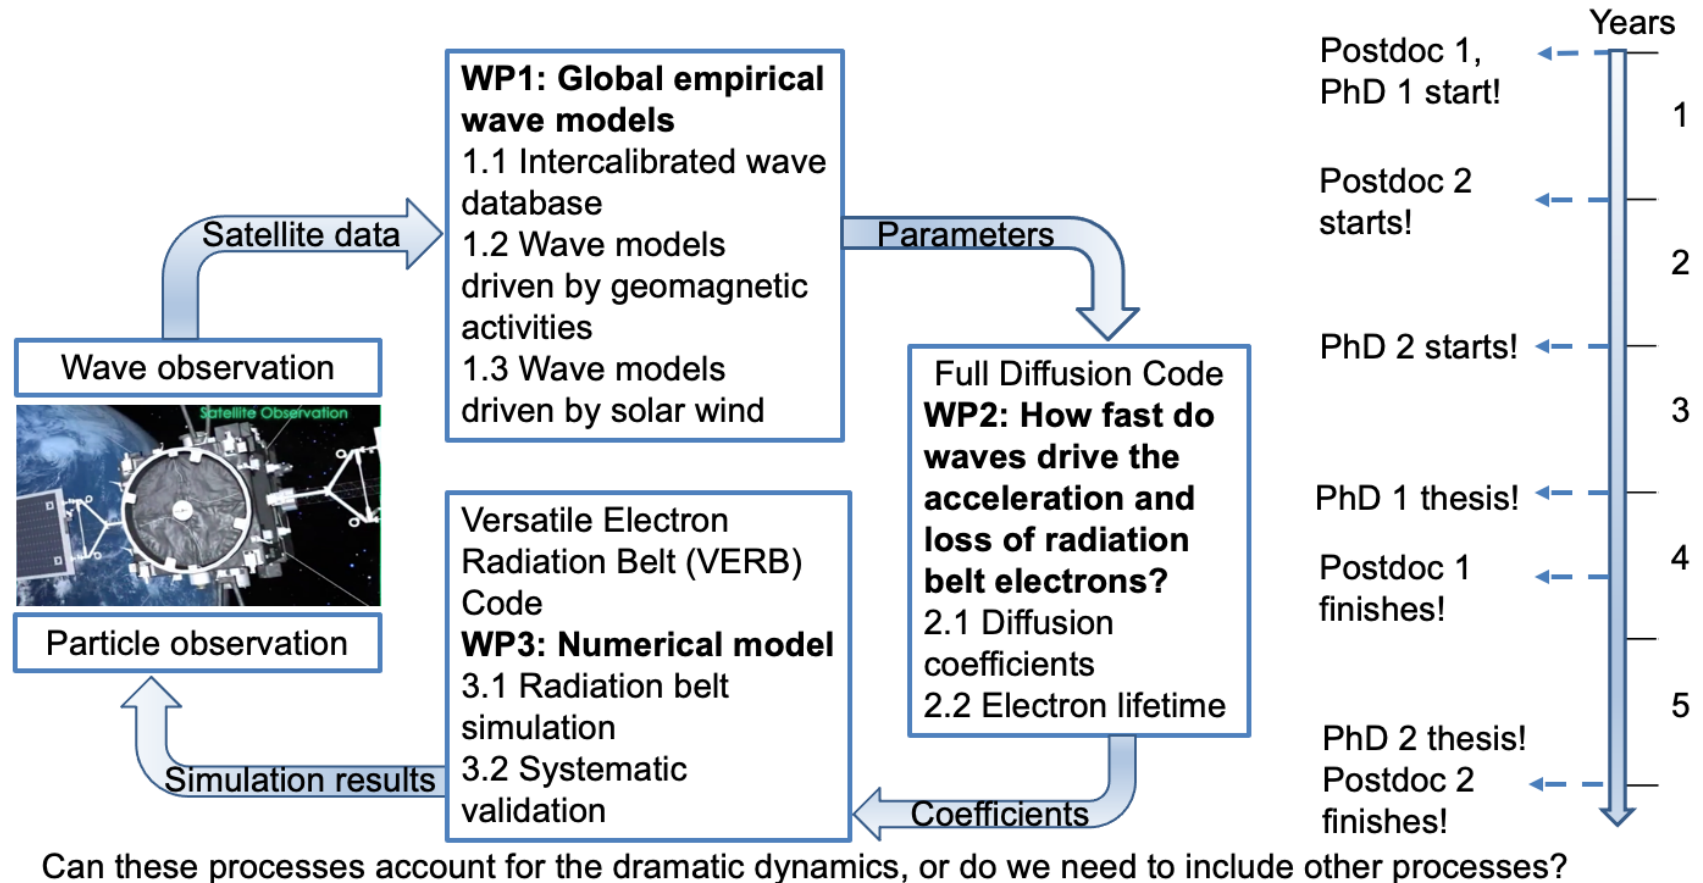 WP1: Global empirical
wave models
1.1 Intercalibrated wave
database
1.2 Wave models
driven by geomagnetic
activities
1.3 Wave models
driven by solar wind
Satellite data
Parameters
Wave observation
Satellite Observation
Particle observation
Full Diffusion Code
WP2: How fast do
waves drive the
acceleration and
loss of radiation
belt electrons?
2.1 Diffusion
coefficients
2.2 Electron lifetime
Versatile Electron
Radiation Belt (VERB)
Code
WP3: Numerical model
3.1 Radiation belt
simulation
3.2 Systematic
validation
Simulation results
Coefficients
Years
Postdoc 1,
PhD 1 start!
1
Postdoc 2
starts!
2
PhD 2 starts!
3
PhD 1 thesis!
4
Postdoc 1
finishes!
5
PhD 2 thesis!
Postdoc 2
finishes!
Can these processes account for the dramatic dynamics, or do we need to include other processes?